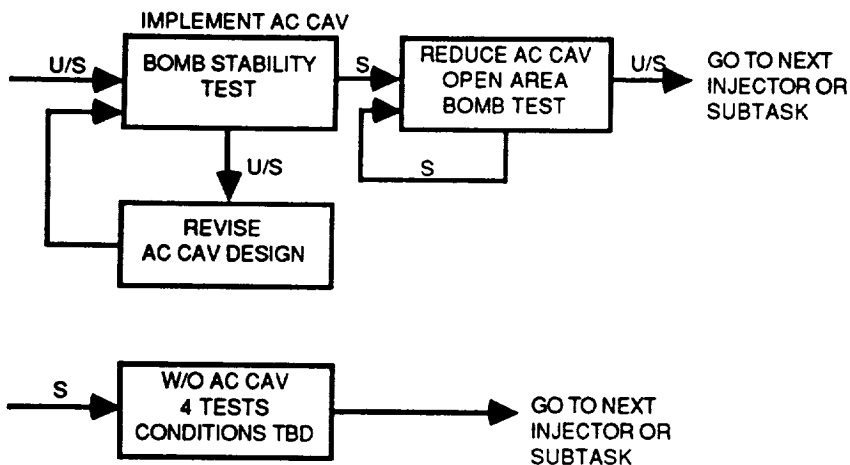 IMPLEMENT AC CAV
U/S
BOMB STABILITY
TEST
S
REDUCE AC CAV
OPEN AREA
BOMB TEST
U/S
GO TO NEXT
INJECTOR OR
SUBTASK
U/S
S
REVISE
AC CAV DESIGN
S
W/O AC CAV
4 TESTS
CONDITIONS TBD
GO TO NEXT
INJECTOR OR
SUBTASK